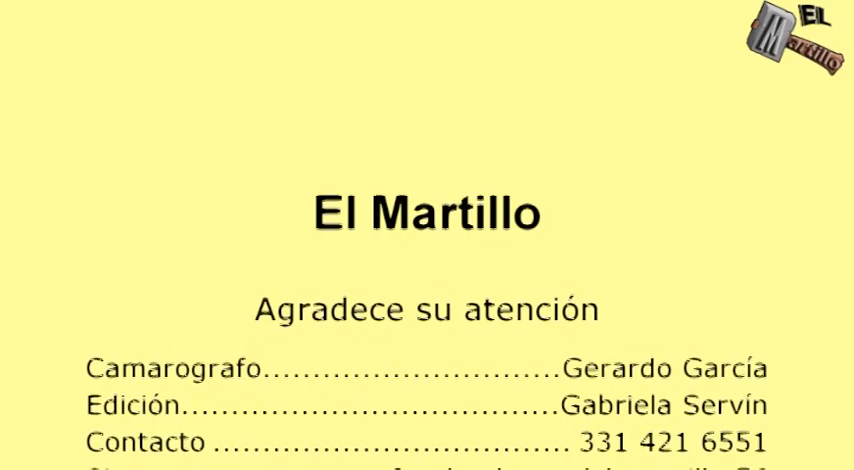 EL
Martillo
El Martillo
Agradece su atención
Camarografo..............................Gerardo García
Edición......................................Gabriela Servín
Contacto .................................... 331 421 6551